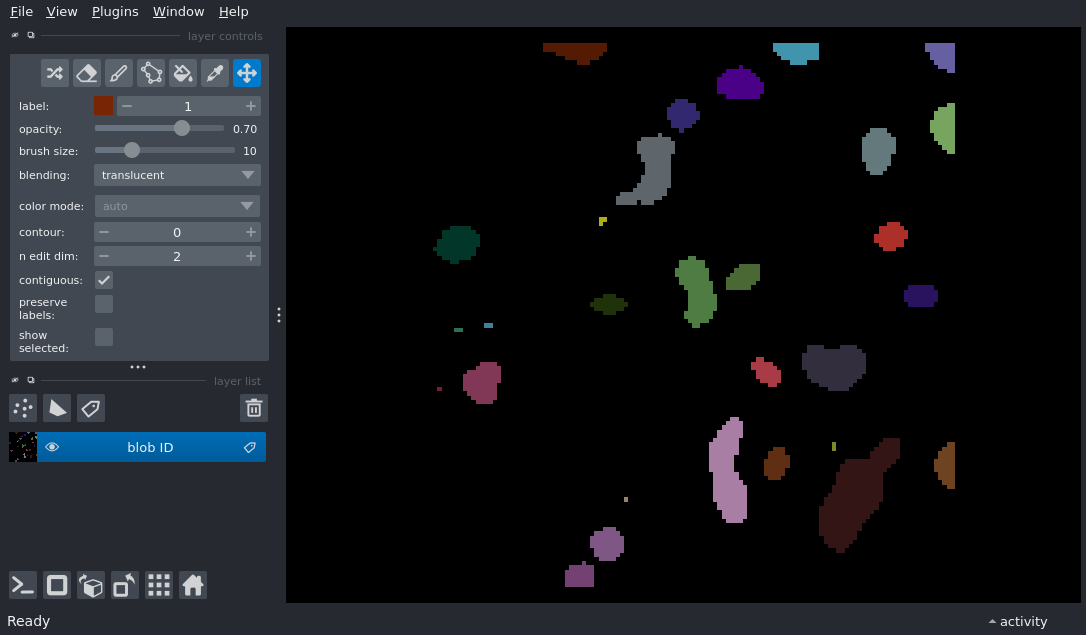 File View Plugins Window Help
layer controls
label: 1
opacity: 0.70
brush size: 10
blending: translucent
color mode: auto
contour: 0
n edit dim: 2
contiguous:
preserve
labels:
show
selected:
layer list
blob ID
Ready
activity